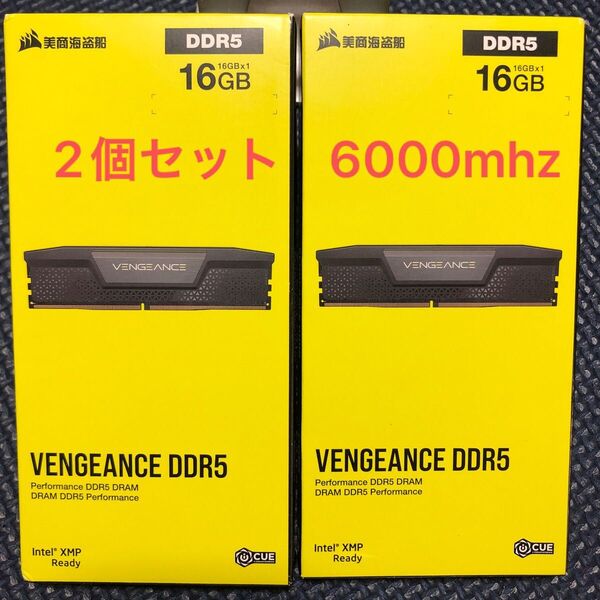 美商海盗船
DDR5
16GBx1
16GB
VENGEANCE
VENGEANCE DDR5
Performance DDR5 DRAM
DRAM DDR5 Performance
Intel® XMP
Ready
CUE
美商海盗船
DDR5
16GBx1
16GB
VENGEANCE
VENGEANCE DDR5
Performance DDR5 DRAM
DRAM DDR5 Performance
Intel® XMP
Ready
CUE
2個セット
6000mhz